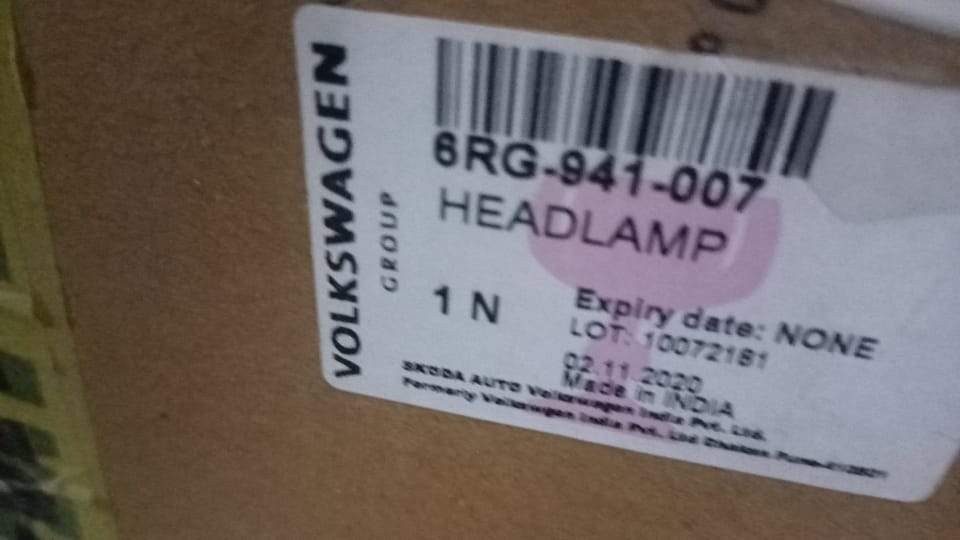 VOLKSWAGEN
GROUP
6RG-941-007
HEADLAMP
1 N
Expiry date: NONE
LOT: 10072181
02.11.2020
Made in INDIA
SKODA AUTO Volkswagen India Pvt. Ltd.
Formerly Volkswagen India Pvt. Ltd